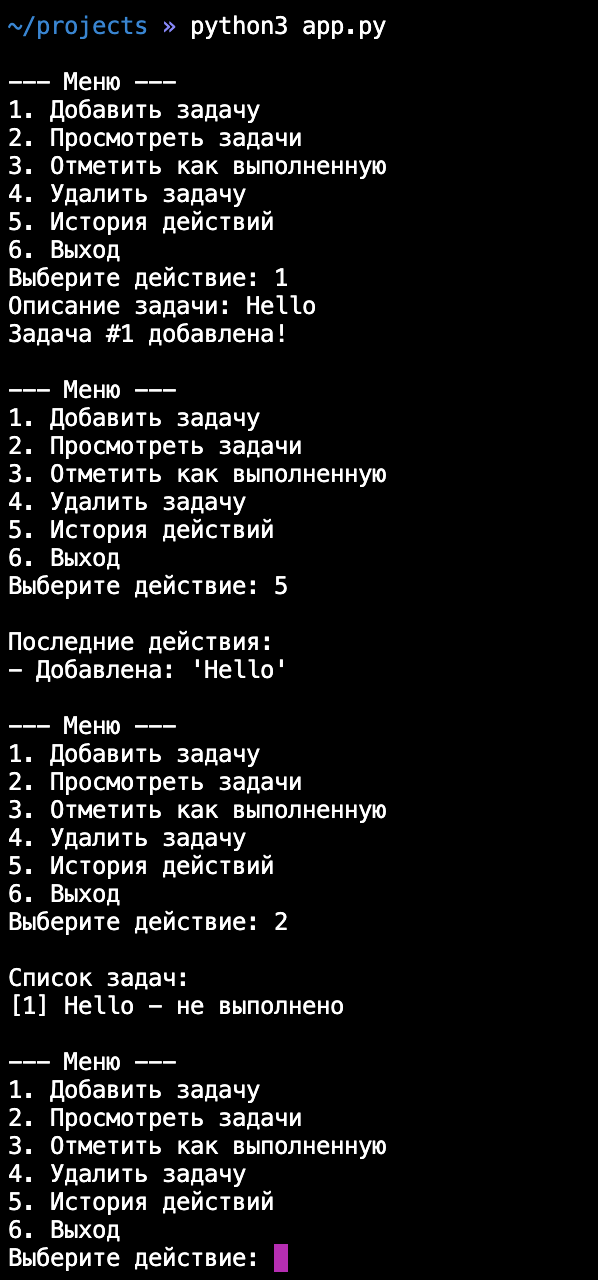 ~/projects » python3 app.py
--- Меню ---
1. Добавить задачу
2. Просмотреть задачи
3. Отметить как выполненную
4. Удалить задачу
5. История действий
6. Выход
Выберите действие: 1
Описание задачи: Hello
Задача #1 добавлена!
--- Меню ---
1. Добавить задачу
2. Просмотреть задачи
3. Отметить как выполненную
4. Удалить задачу
5. История действий
6. Выход
Выберите действие: 5
Последние действия:
- Добавлена: 'Hello'
--- Меню ---
1. Добавить задачу
2. Просмотреть задачи
3. Отметить как выполненную
4. Удалить задачу
5. История действий
6. Выход
Выберите действие: 2
Список задач:
[1] Hello - не выполнено
--- Меню ---
1. Добавить задачу
2. Просмотреть задачи
3. Отметить как выполненную
4. Удалить задачу
5. История действий
6. Выход
Выберите действие: